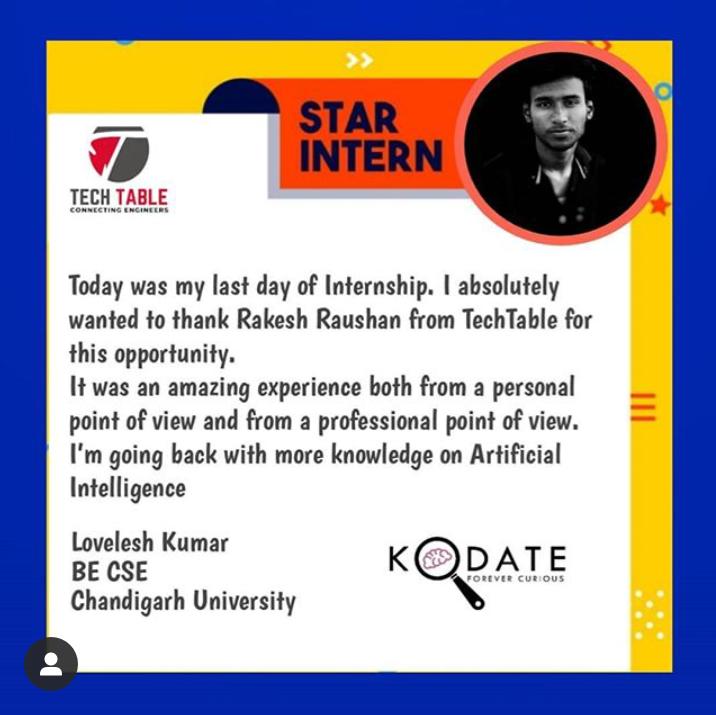 STAR
INTERN
TECH TABLE
CONNECTING ENGINEERS
Today was my last day of Internship. I absolutely
wanted to thank Rakesh Raushan from TechTable for
this opportunity.
It was an amazing experience both from a personal
point of view and from a professional point of view.
I'm going back with more knowledge on Artificial
Intelligence
Lovelesh Kumar
BE CSE
Chandigarh University
KODATE
FOREVER CURIOUS